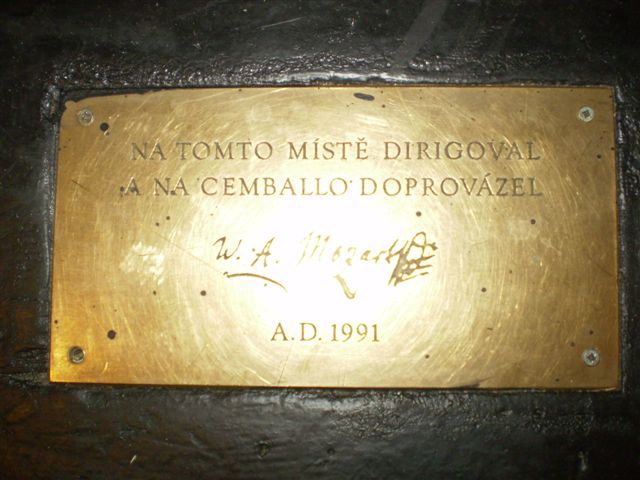 NA TOMTO MÍSTĚ DIRIGOVAL
A NA CEMBALLO DOPROVÁZEL
W. A. Mozart
A.D. 1991